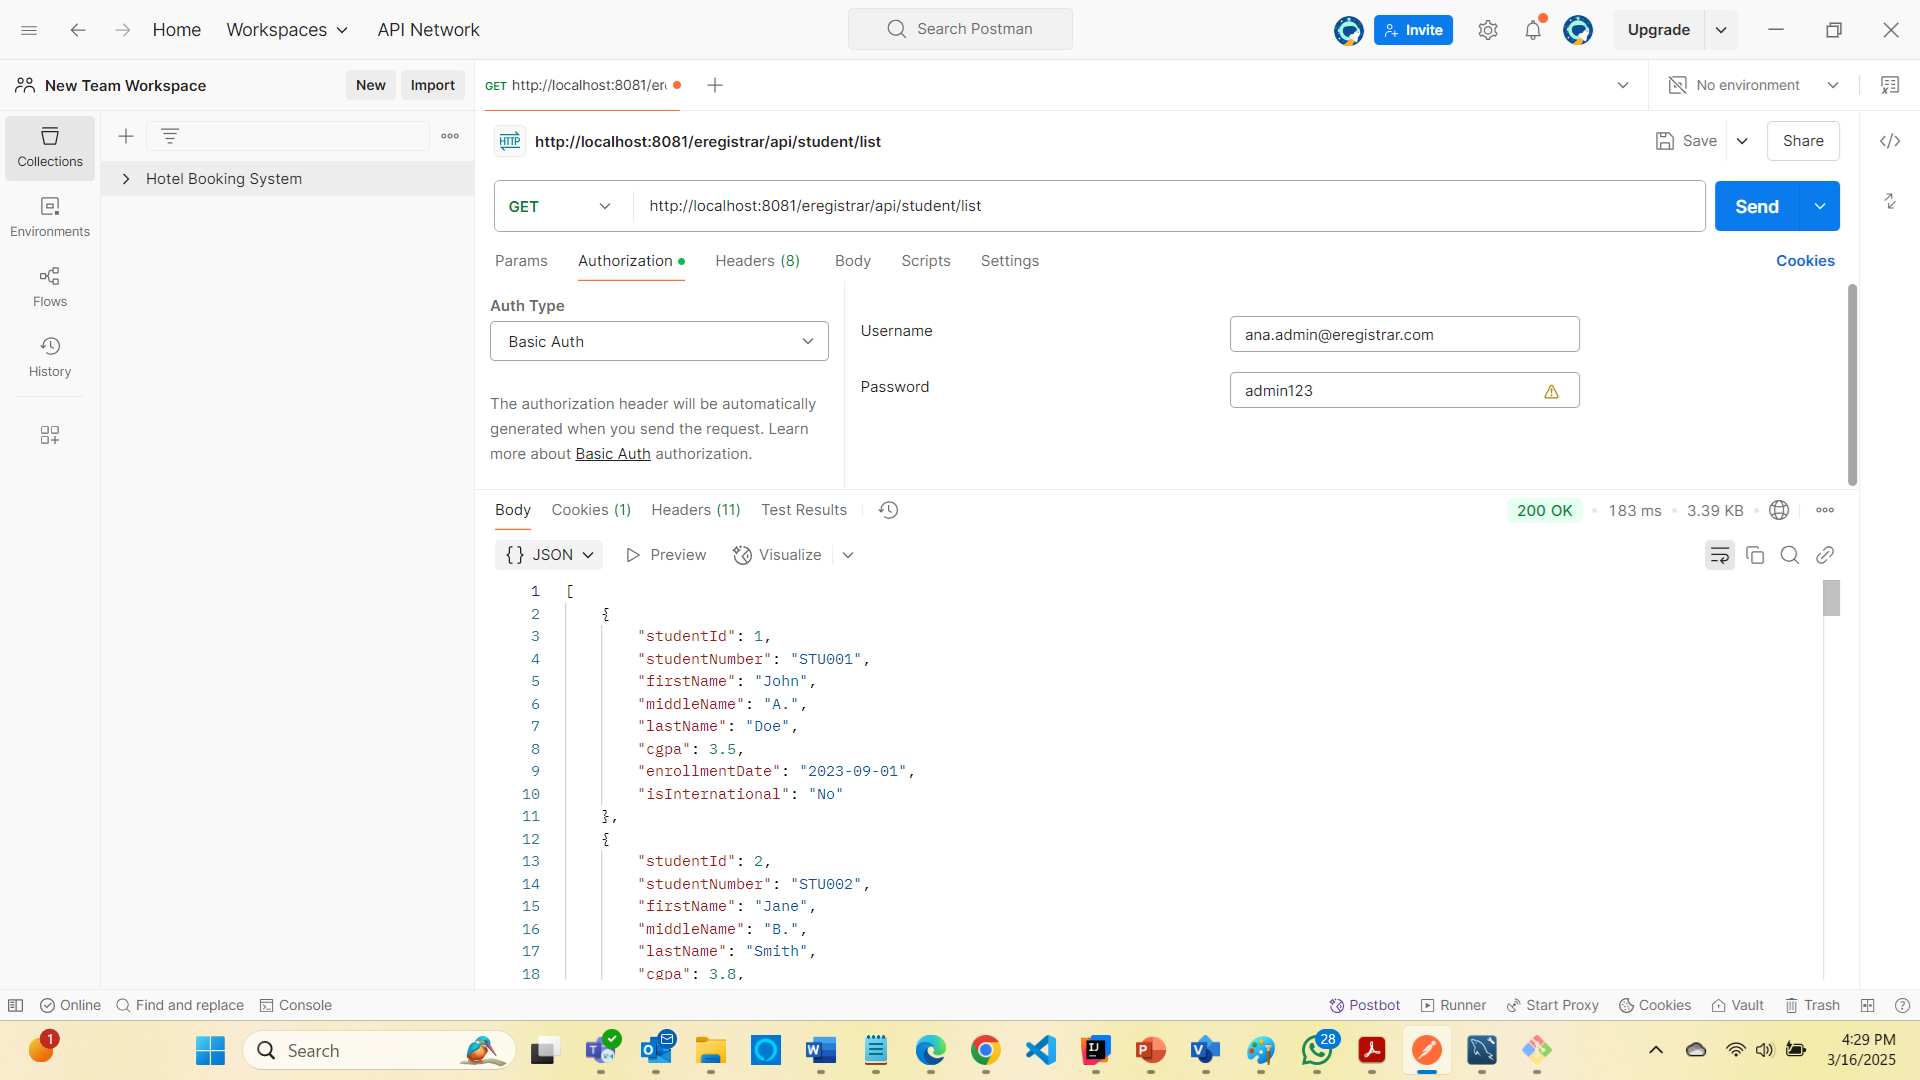 Home
Workspaces
API Network
Search Postman
Invite
Upgrade
New Team Workspace
New
Import
GET http://localhost:8081/er
No environment
Collections
Hotel Booking System
HTTP
http://localhost:8081/eregistrar/api/student/list
Save
Share
GET
http://localhost:8081/eregistrar/api/student/list
Send
Environments
Flows
History
Params
Authorization
Headers (8)
Body
Scripts
Settings
Cookies
Auth Type
Basic Auth
The authorization header will be automatically
generated when you send the request. Learn
more about Basic Auth authorization.
Username
ana.admin@eregistrar.com
Password
admin123
Body
Cookies (1)
Headers (11)
Test Results
200 OK
183 ms
3.39 KB
{} JSON
Preview
Visualize
1 [
2 {
3 "studentId": 1,
4 "studentNumber": "STU001",
5 "firstName": "John",
6 "middleName": "A.",
7 "lastName": "Doe",
8 "cgpa": 3.5,
9 "enrollmentDate": "2023-09-01",
10 "isInternational": "No"
11 },
12 {
13 "studentId": 2,
14 "studentNumber": "STU002",
15 "firstName": "Jane",
16 "middleName": "B.",
17 "lastName": "Smith",
18 "cgpa": 3.8,
Online
Find and replace
Console
Postbot
Runner
Start Proxy
Cookies
Vault
Trash
1
Search
28
4:29 PM
3/16/2025